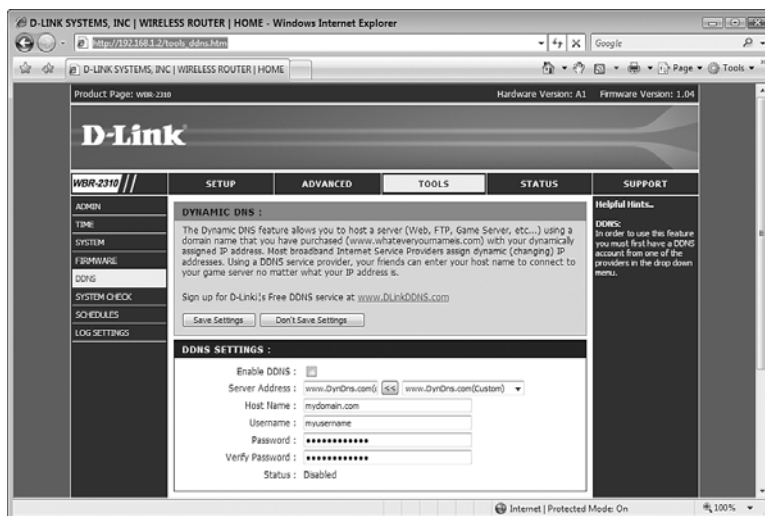 D-LINK SYSTEMS, INC | WIRELESS ROUTER | HOME - Windows Internet Explorer
http://192.168.1.2/tools_ddns.htm
Google
D-LINK SYSTEMS, INC | WIRELESS ROUTER | HOME
Page
Tools
Product Page: WBR-2310
Hardware Version: A1 Firmware Version: 1.04
D-Link
WBR-2310
SETUP
ADVANCED
TOOLS
STATUS
SUPPORT
ADMIN
TIME
SYSTEM
FIRMWARE
DDNS
SYSTEM CHECK
SCHEDULES
LOG SETTINGS
DYNAMIC DNS :
The Dynamic DNS feature allows you to host a server (Web, FTP, Game Server, etc...) using a
domain name that you have purchased (www.whateveryournameis.com) with your dynamically
assigned IP address. Most broadband Internet Service Providers assign dynamic (changing) IP
addresses. Using a DDNS service provider, your friends can enter your host name to connect to
your game server no matter what your IP address is.
Sign up for D-Link¡¦s Free DDNS service at www.DLinkDDNS.com
Save Settings
Don't Save Settings
DDNS SETTINGS :
Enable DDNS :
Server Address : www.DynDns.com( << www.DynDns.com(Custom)
Host Name : mydomain.com
Username : myusername
Password : ••••••••••••
Verify Password : ••••••••••••
Status : Disabled
Helpful Hints..
DDNS:
In order to use this feature
you must first have a DDNS
account from one of the
providers in the drop down
menu.
Internet | Protected Mode: On
100%